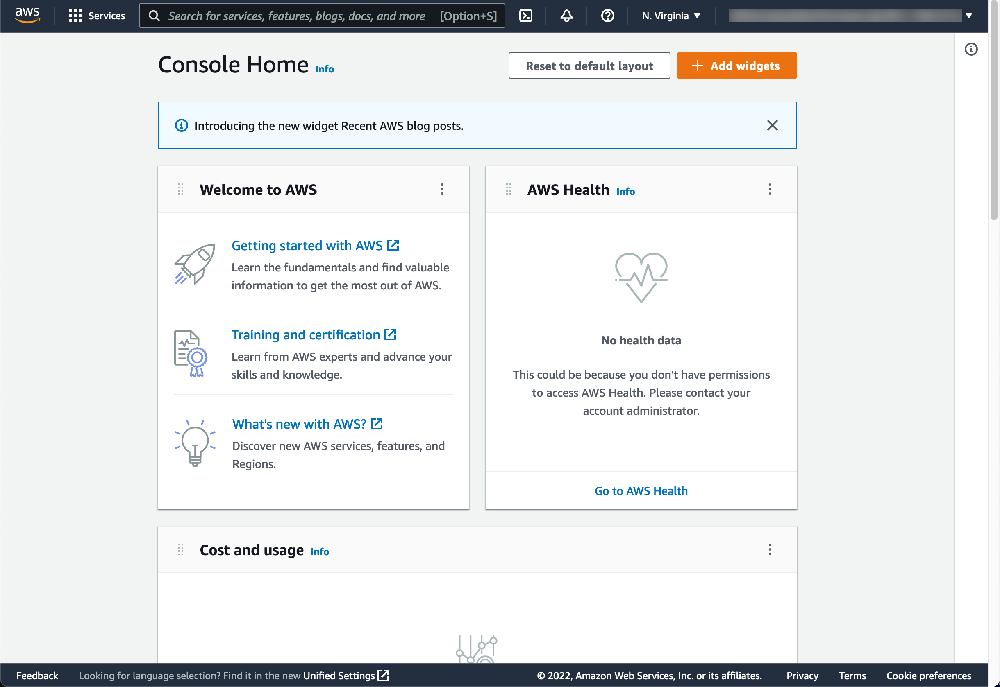 aws
Services
Search for services, features, blogs, docs, and more [Option+S]
N. Virginia
Console Home Info
Reset to default layout
Add widgets
Introducing the new widget Recent AWS blog posts.
Welcome to AWS
Getting started with AWS
Learn the fundamentals and find valuable
information to get the most out of AWS.
Training and certification
Learn from AWS experts and advance your
skills and knowledge.
What's new with AWS?
Discover new AWS services, features, and
Regions.
AWS Health Info
No health data
This could be because you don't have permissions
to access AWS Health. Please contact your
account administrator.
Go to AWS Health
Cost and usage Info
Feedback
Looking for language selection? Find it in the new Unified Settings
© 2022, Amazon Web Services, Inc. or its affiliates.
Privacy
Terms
Cookie preferences